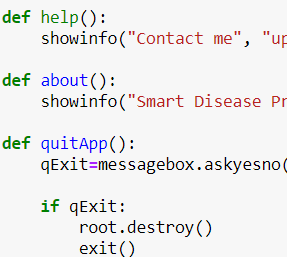 def help():
    showinfo("Contact me", "up
def about():
    showinfo("Smart Disease Pr
def quitApp():
    qExit=messagebox.askyesno(
    if qExit:
        root.destroy()
        exit()